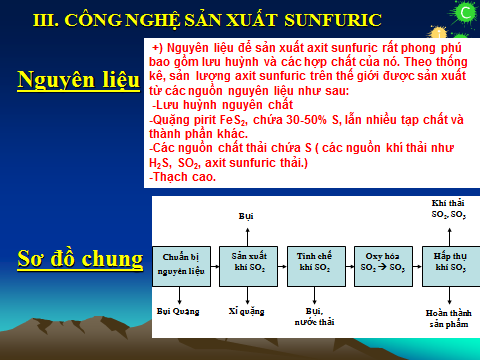 III. CÔNG NGHỆ SẢN XUẤT SUNFURIC
C
Nguyên liệu
+) Nguyên liệu để sản xuất axit sunfuric rất phong phú
bao gồm lưu huỳnh và các hợp chất của nó. Theo thống
kê, sản lượng axit sunfuric trên thế giới được sản xuất
từ các nguồn nguyên liệu như sau:
-Lưu huỳnh nguyên chất
-Quặng pirit FeS₂, chứa 30-50% S, lẫn nhiều tạp chất và
thành phần khác.
-Các nguồn chất thải chứa S ( các nguồn khí thải như
H₂S, SO₂, axit sunfuric thải.)
-Thạch cao.
Sơ đồ chung
Bụi
Khí thải
SO₂, SO₃
Chuẩn bị
nguyên liệu
Sản xuất
khí SO₂
Tinh chế
khí SO₂
Oxy hóa
SO₂ → SO₃
Hấp thụ
khí SO₃
Bụi Quặng
Xỉ quặng
Bụi,
nước thải
Hoàn thành
sản phẩm